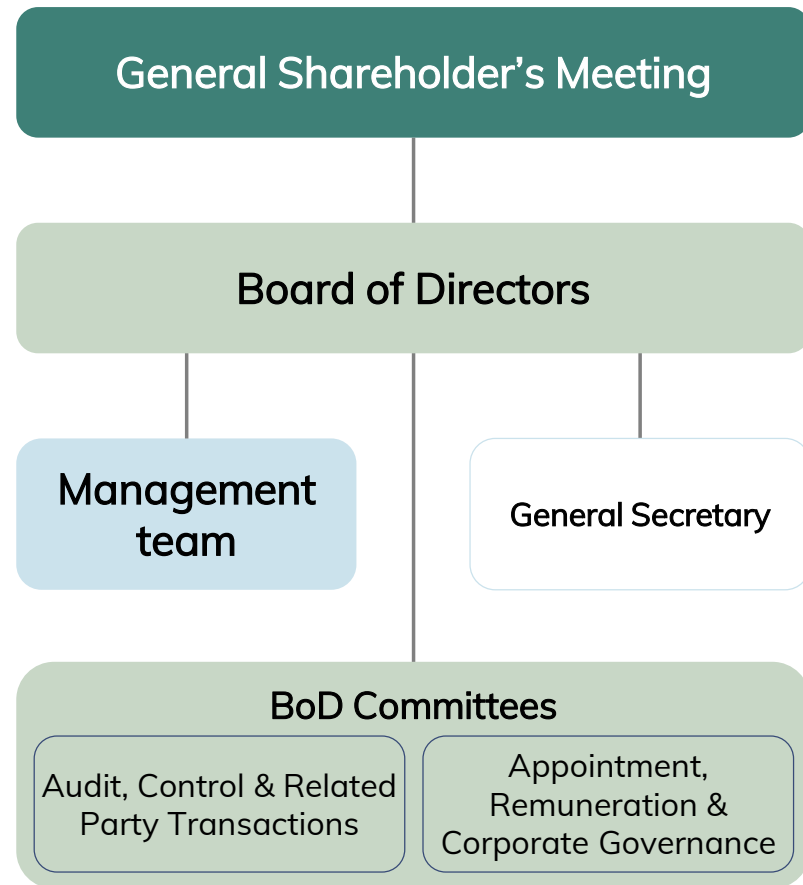 General Shareholder’s Meeting
Board of Directors
Management
team
General Secretary
BoD Committees
Audit, Control & Related
Party Transactions
Appointment,
Remuneration &
Corporate Governance